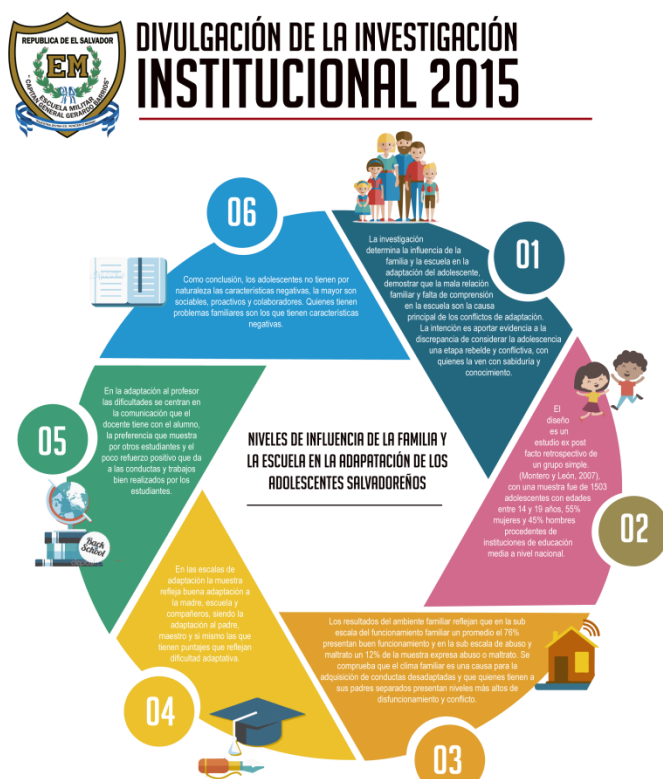 REPUBLICA DE EL SALVADOR
EM
ESCUELA MILITAR
"CAPITAN GENERAL GERARDO BARRIOS"
DIVULGACIÓN DE LA INVESTIGACIÓN
INSTITUCIONAL 2015
01
La investigación
determina la influencia de la
familia y la escuela en la
adaptación del adolescente,
demostrar que la mala relación
familiar y falta de comprensión
en la escuela son la causa
principal de los conflictos de adaptación.
La intención es aportar evidencia a la
discrepancia de considerar la adolescencia
una etapa rebelde y conflictiva, con
quienes la ven con sabiduría y
conocimiento.
El
diseño
es un
estudio ex post
facto retrospectivo de
un grupo simple.
(Montero y León, 2007),
con una muestra fue de 1503
adolescentes con edades
entre 14 y 19 años, 55%
mujeres y 45% hombres
procedentes de
instituciones de educación
media a nivel nacional.
02
Los resultados del ambiente familiar reflejan que en la sub
escala del funcionamiento familiar un promedio el 76%
presentan buen funcionamiento y en la sub escala de abuso y
maltrato un 12% de la muestra expresa abuso o maltrato. Se
comprueba que el clima familiar es una causa para la
adquisición de conductas desadaptadas y que quienes tienen a
sus padres separados presentan niveles más altos de
disfuncionamiento y conflicto.
03
En las escalas de
adaptación la muestra
refleja buena adaptación a
la madre, escuela y
compañeros, siendo la
adaptación al padre,
maestro y si mismo las que
tienen puntajes que reflejan
dificultad adaptativa.
04
En la adaptación al profesor
las dificultades se centran en
la comunicación que el
docente tiene con el alumno,
la preferencia que muestra
por otros estudiantes y el
poco refuerzo positivo que da
a las conductas y trabajos
bien realizados por los
estudiantes.
05
Back
School
06
Como conclusión, los adolescentes no tienen por
naturaleza las características negativas, la mayor son
sociables, proactivos y colaboradores. Quienes tienen
problemas familiares son los que tienen características
negativas.
NIVELES DE INFLUENCIA DE LA FAMILIA Y
LA ESCUELA EN LA ADAPATACIÓN DE LOS
ADOLESCENTES SALVADOREÑOS